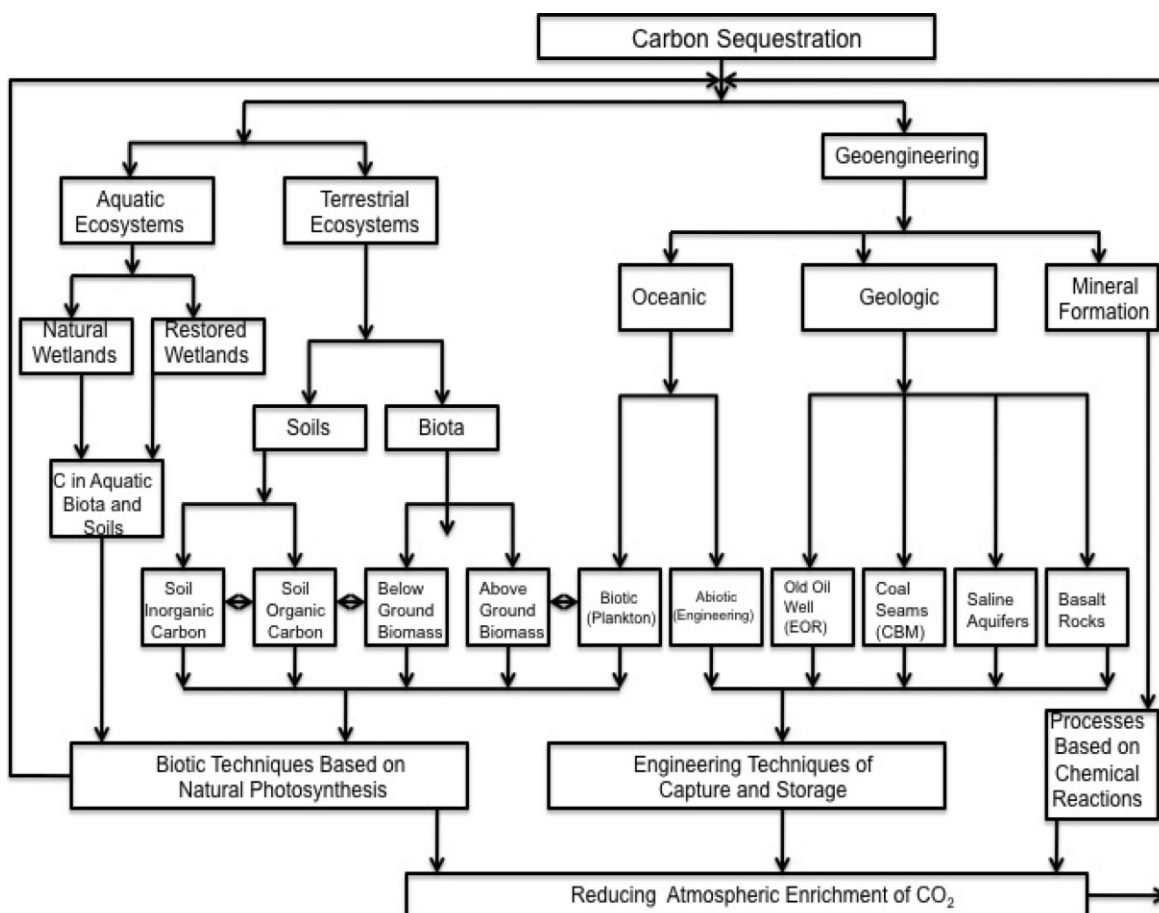 Carbon Sequestration
Geoengineering
Aquatic
Ecosystems
Terrestrial
Ecosystems
Oceanic
Geologic
Mineral
Formation
Natural
Wetlands
Restored
Wetlands
Soils
Biota
C in Aquatic
Biota and
Soils
Soil
Inorganic
Carbon
Soil
Organic
Carbon
Below
Ground
Biomass
Above
Ground
Biomass
Biotic
(Plankton)
Abiotic
(Engineering)
Old Oil
Well
(EOR)
Coal
Seams
(CBM)
Saline
Aquifers
Basalt
Rocks
Biotic Techniques Based on
Natural Photosynthesis
Engineering Techniques of
Capture and Storage
Processes
Based on
Chemical
Reactions
Reducing Atmospheric Enrichment of CO₂